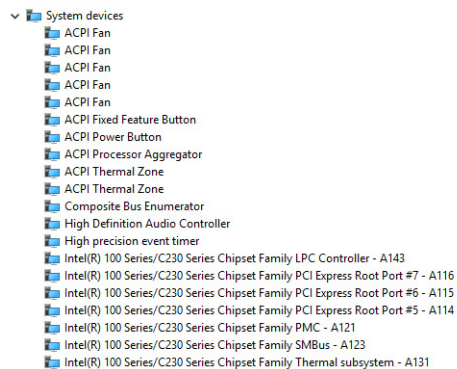 System devices
ACPI Fan
ACPI Fan
ACPI Fan
ACPI Fan
ACPI Fan
ACPI Fixed Feature Button
ACPI Power Button
ACPI Processor Aggregator
ACPI Thermal Zone
ACPI Thermal Zone
Composite Bus Enumerator
High Definition Audio Controller
High precision event timer
Intel(R) 100 Series/C230 Series Chipset Family LPC Controller - A143
Intel(R) 100 Series/C230 Series Chipset Family PCI Express Root Port #7 - A116
Intel(R) 100 Series/C230 Series Chipset Family PCI Express Root Port #6 - A115
Intel(R) 100 Series/C230 Series Chipset Family PCI Express Root Port #5 - A114
Intel(R) 100 Series/C230 Series Chipset Family PMC - A121
Intel(R) 100 Series/C230 Series Chipset Family SMBus - A123
Intel(R) 100 Series/C230 Series Chipset Family Thermal subsystem - A131